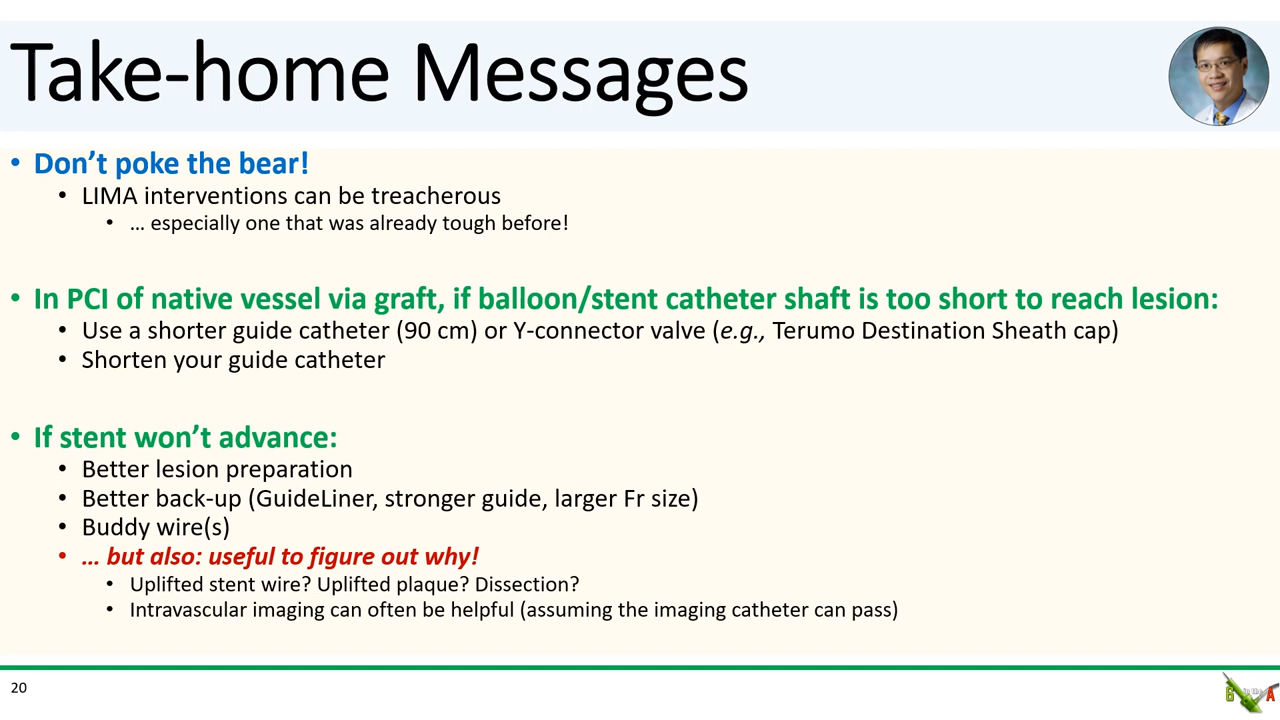 Take-home Messages
• Don’t poke the bear!
• LIMA interventions can be treacherous
• … especially one that was already tough before!
• In PCI of native vessel via graft, if balloon/stent catheter shaft is too short to reach lesion:
• Use a shorter guide catheter (90 cm) or Y-connector valve (e.g., Terumo Destination Sheath cap)
• Shorten your guide catheter
• If stent won’t advance:
• Better lesion preparation
• Better back-up (GuideLiner, stronger guide, larger Fr size)
• Buddy wire(s)
• … but also: useful to figure out why!
• Uplifted stent wire? Uplifted plaque? Dissection?
• Intravascular imaging can often be helpful (assuming the imaging catheter can pass)
20